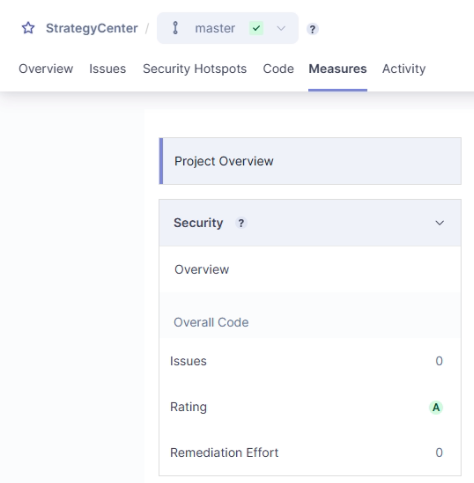 StrategyCenter / master ?
Overview Issues Security Hotspots Code Measures Activity
Project Overview
Security ?
Overview
Overall Code
Issues 0
Rating A
Remediation Effort 0